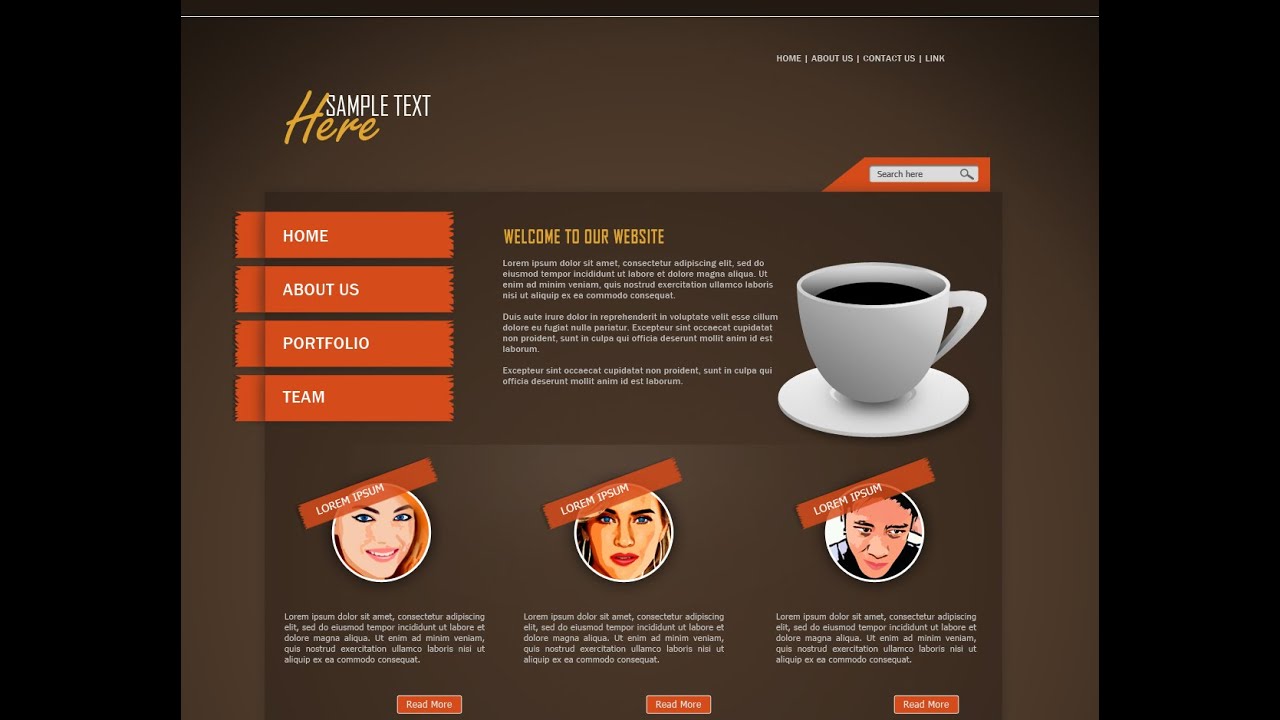 HOME | ABOUT US | CONTACT US | LINK
SAMPLE TEXT
Here
Search here
HOME
ABOUT US
PORTFOLIO
TEAM
WELCOME TO OUR WEBSITE
Lorem ipsum dolor sit amet, consectetur adipiscing elit, sed do
eiusmod tempor incididunt ut labore et dolore magna aliqua. Ut
enim ad minim veniam, quis nostrud exercitation ullamco laboris
nisi ut aliquip ex ea commodo consequat.
Duis aute irure dolor in reprehenderit in voluptate velit esse cillum
dolore eu fugiat nulla pariatur. Excepteur sint occaecat cupidatat
non proident, sunt in culpa qui officia deserunt mollit anim id est
laborum.
Excepteur sint occaecat cupidatat non proident, sunt in culpa qui
officia deserunt mollit anim id est laborum.
LOREM IPSUM
Lorem ipsum dolor sit amet, consectetur adipiscing
elit, sed do eiusmod tempor incididunt ut labore et
dolore magna aliqua. Ut enim ad minim veniam,
quis nostrud exercitation ullamco laboris nisi ut
aliquip ex ea commodo consequat.
Read More
LOREM IPSUM
Lorem ipsum dolor sit amet, consectetur adipiscing
elit, sed do eiusmod tempor incididunt ut labore et
dolore magna aliqua. Ut enim ad minim veniam,
quis nostrud exercitation ullamco laboris nisi ut
aliquip ex ea commodo consequat.
Read More
LOREM IPSUM
Lorem ipsum dolor sit amet, consectetur adipiscing
elit, sed do eiusmod tempor incididunt ut labore et
dolore magna aliqua. Ut enim ad minim veniam,
quis nostrud exercitation ullamco laboris nisi ut
aliquip ex ea commodo consequat.
Read More